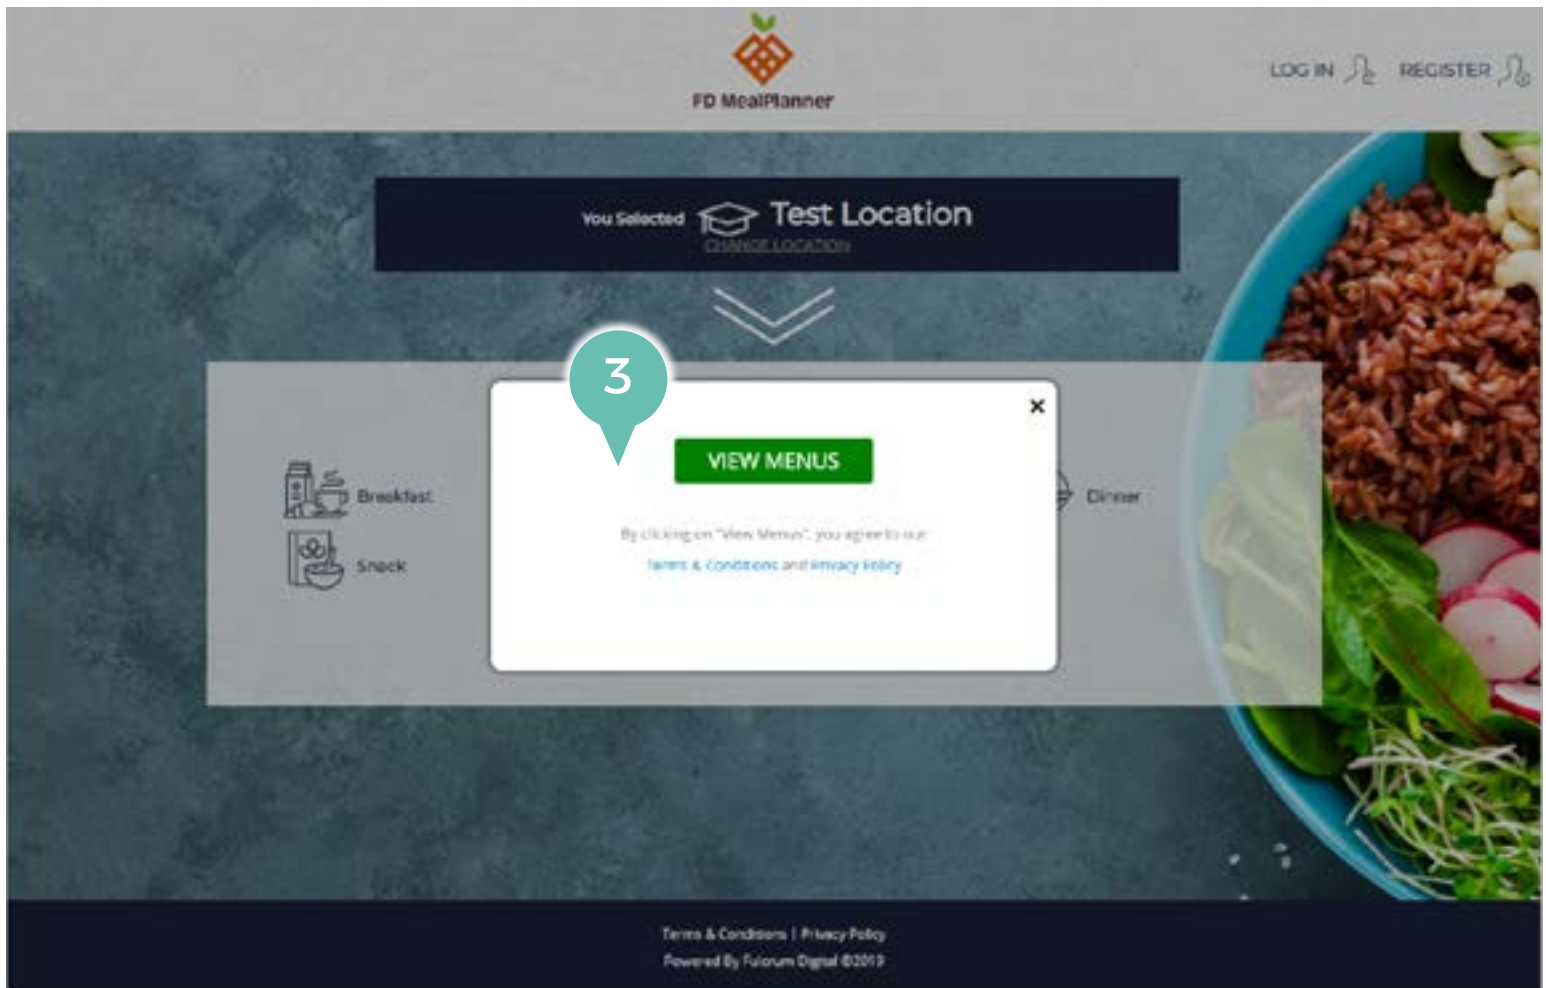 FD MealPlanner
LOG IN
REGISTER
You Selected Test Location
CHANGE LOCATION
3
VIEW MENUS
Breakfast
Dinner
By clicking on "View Menus", you agree to our
Snack
Terms & Conditions and Privacy Policy
Terms & Conditions | Privacy Policy
Powered By Fulcrum Digital ©2019